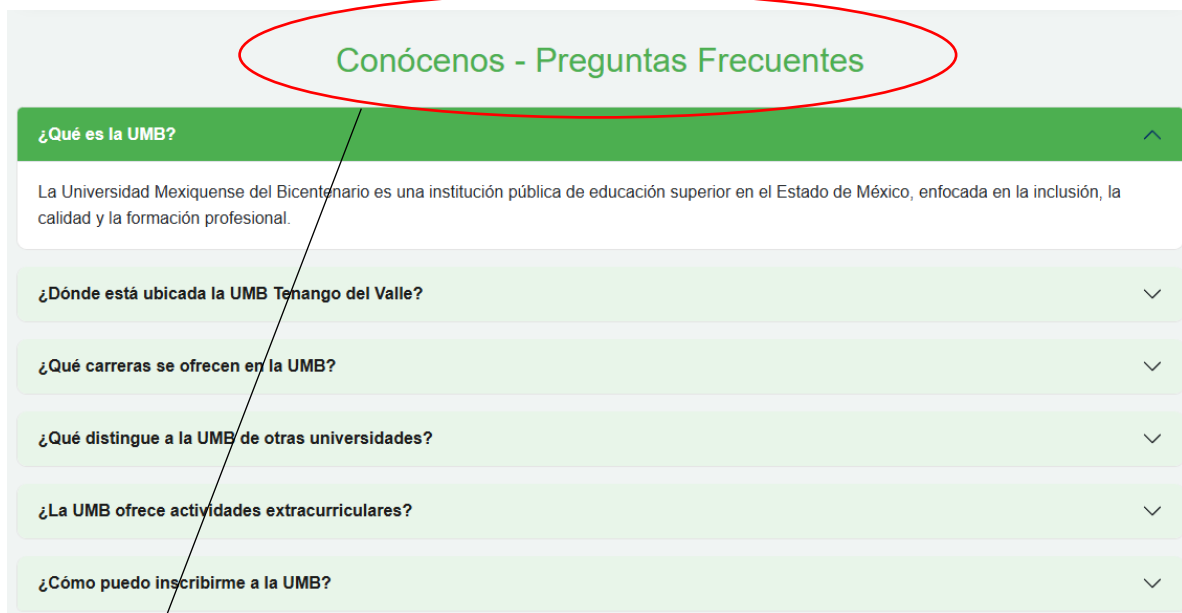 Conócenos - Preguntas Frecuentes
¿Qué es la UMB?
La Universidad Mexiquense del Bicentenario es una institución pública de educación superior en el Estado de México, enfocada en la inclusión, la
calidad y la formación profesional.
¿Dónde está ubicada la UMB Tenango del Valle?
¿Qué carreras se ofrecen en la UMB?
¿Qué distingue a la UMB de otras universidades?
¿La UMB ofrece actividades extracurriculares?
¿Cómo puedo inscribirme a la UMB?